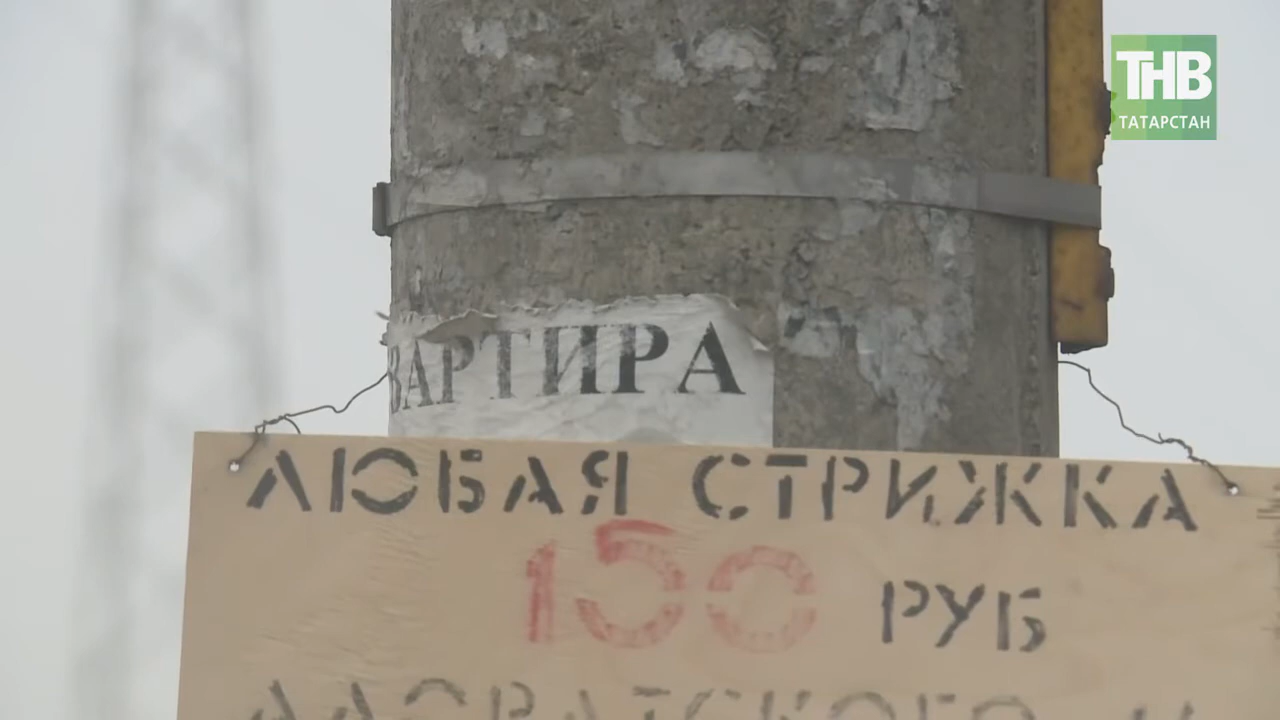 ТНВ
ТАТАРСТАН
ВАРТИРА
ЛЮБАЯ СТРИЖКА
150 РУБ